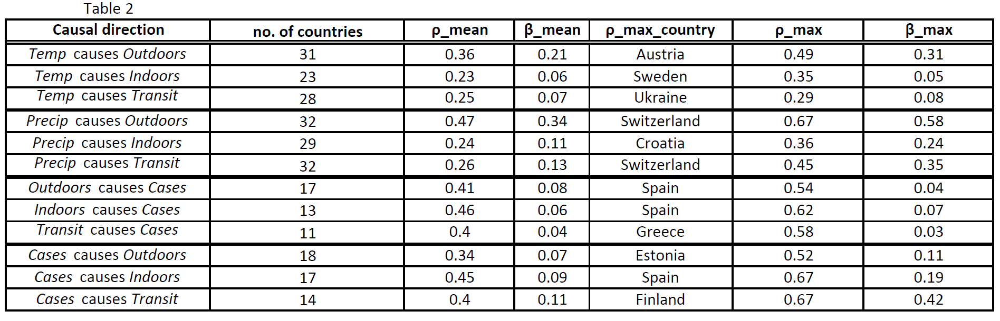 Table 2
Causal direction no. of countries ρ_mean β_mean ρ_max_country ρ_max β_max
Temp causes Outdoors 31 0.36 0.21 Austria 0.49 0.31
Temp causes Indoors 23 0.23 0.06 Sweden 0.35 0.05
Temp causes Transit 28 0.25 0.07 Ukraine 0.29 0.08
Precip causes Outdoors 32 0.47 0.34 Switzerland 0.67 0.58
Precip causes Indoors 29 0.24 0.11 Croatia 0.36 0.24
Precip causes Transit 32 0.26 0.13 Switzerland 0.45 0.35
Outdoors causes Cases 17 0.41 0.08 Spain 0.54 0.04
Indoors causes Cases 13 0.46 0.06 Spain 0.62 0.07
Transit causes Cases 11 0.4 0.04 Greece 0.58 0.03
Cases causes Outdoors 18 0.34 0.07 Estonia 0.52 0.11
Cases causes Indoors 17 0.45 0.09 Spain 0.67 0.19
Cases causes Transit 14 0.4 0.11 Finland 0.67 0.42